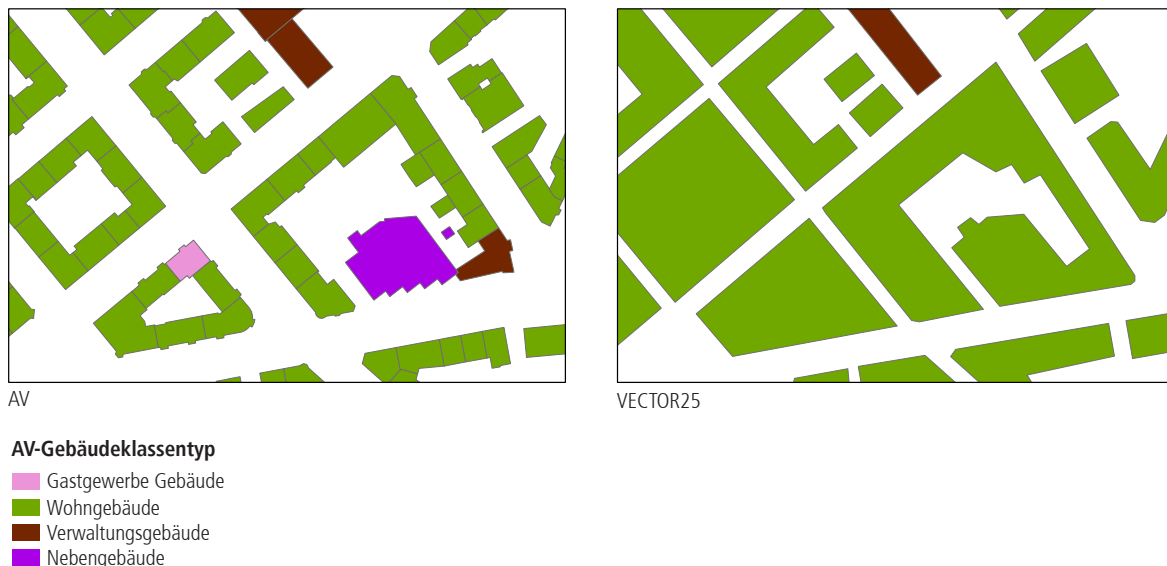 AV
VECTOR25
AV-Gebäudeklassentyp
Gastgewerbe Gebäude
Wohngebäude
Verwaltungsgebäude
Nebengebäude